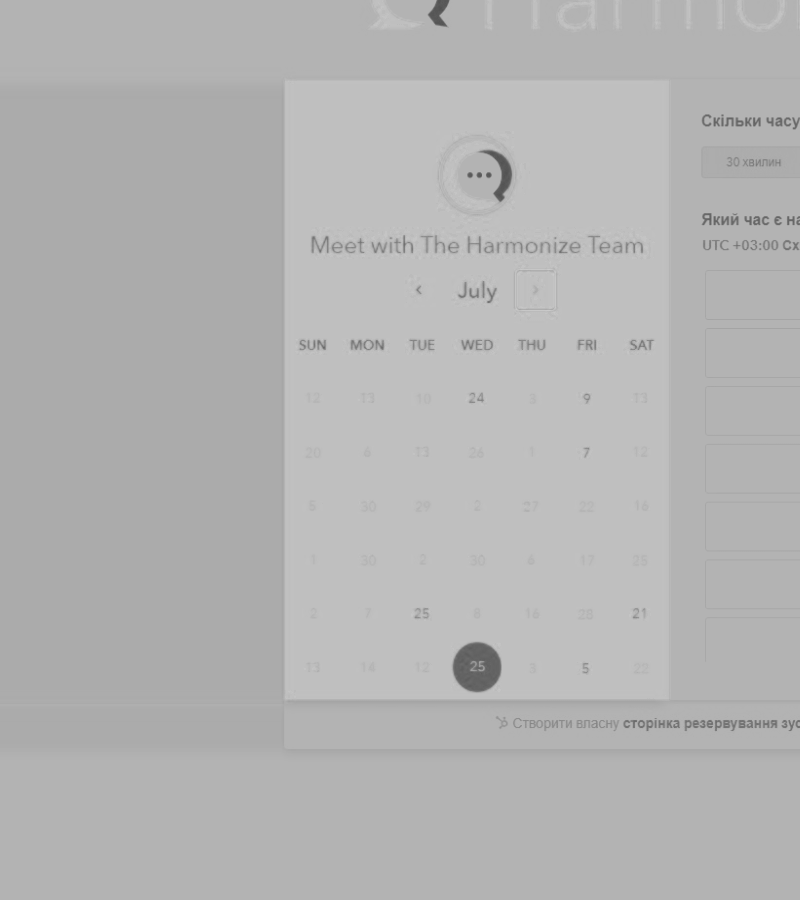 Harmon
Meet with The Harmonize Team
July
SUN MON TUE WED THU FRI SAT
12 13 10 24 3 9 13
20 6 13 26 1 7 12
5 30 29 2 27 22 16
1 30 2 30 6 17 25
2 7 25 8 16 28 21
13 14 12 25 3 5 22
Скільки часу
30 хвилин
Який час є на
UTC +03:00 Сх
Створити власну сторінка резервування зус